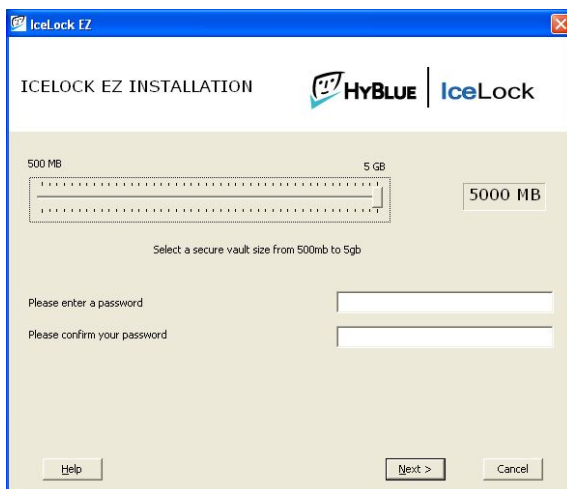 IceLock EZ
ICELOCK EZ INSTALLATION
HYBLUE IceLock
500 MB 5 GB
5000 MB
Select a secure vault size from 500mb to 5gb
Please enter a password
Please confirm your password
Help Next > Cancel